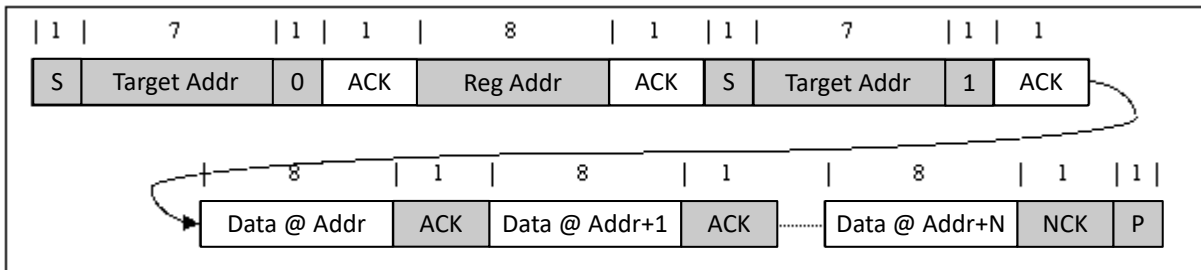 | 1 | 7 | 1 | 1 | 8 | 1 | 1 | 7 | 1 | 1
S Target Addr 0 ACK Reg Addr ACK S Target Addr 1 ACK
| 8 | 1 | 8 | 1 | 8 | 1 | 1 |
Data @ Addr ACK Data @ Addr+1 ACK Data @ Addr+N NCK P